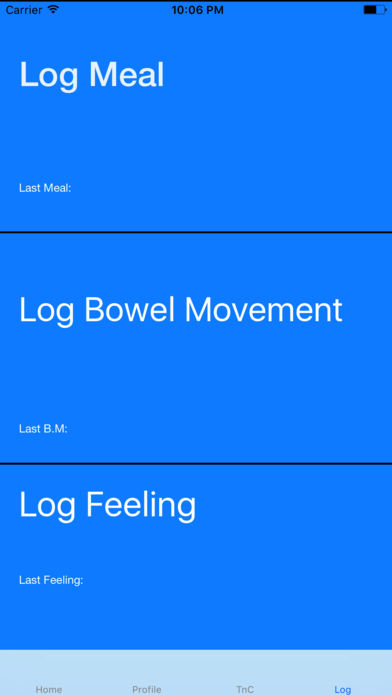 Carrier 10:06 PM
Log Meal
Last Meal:
Log Bowel Movement
Last B.M:
Log Feeling
Last Feeling:
Home Profile TnC Log